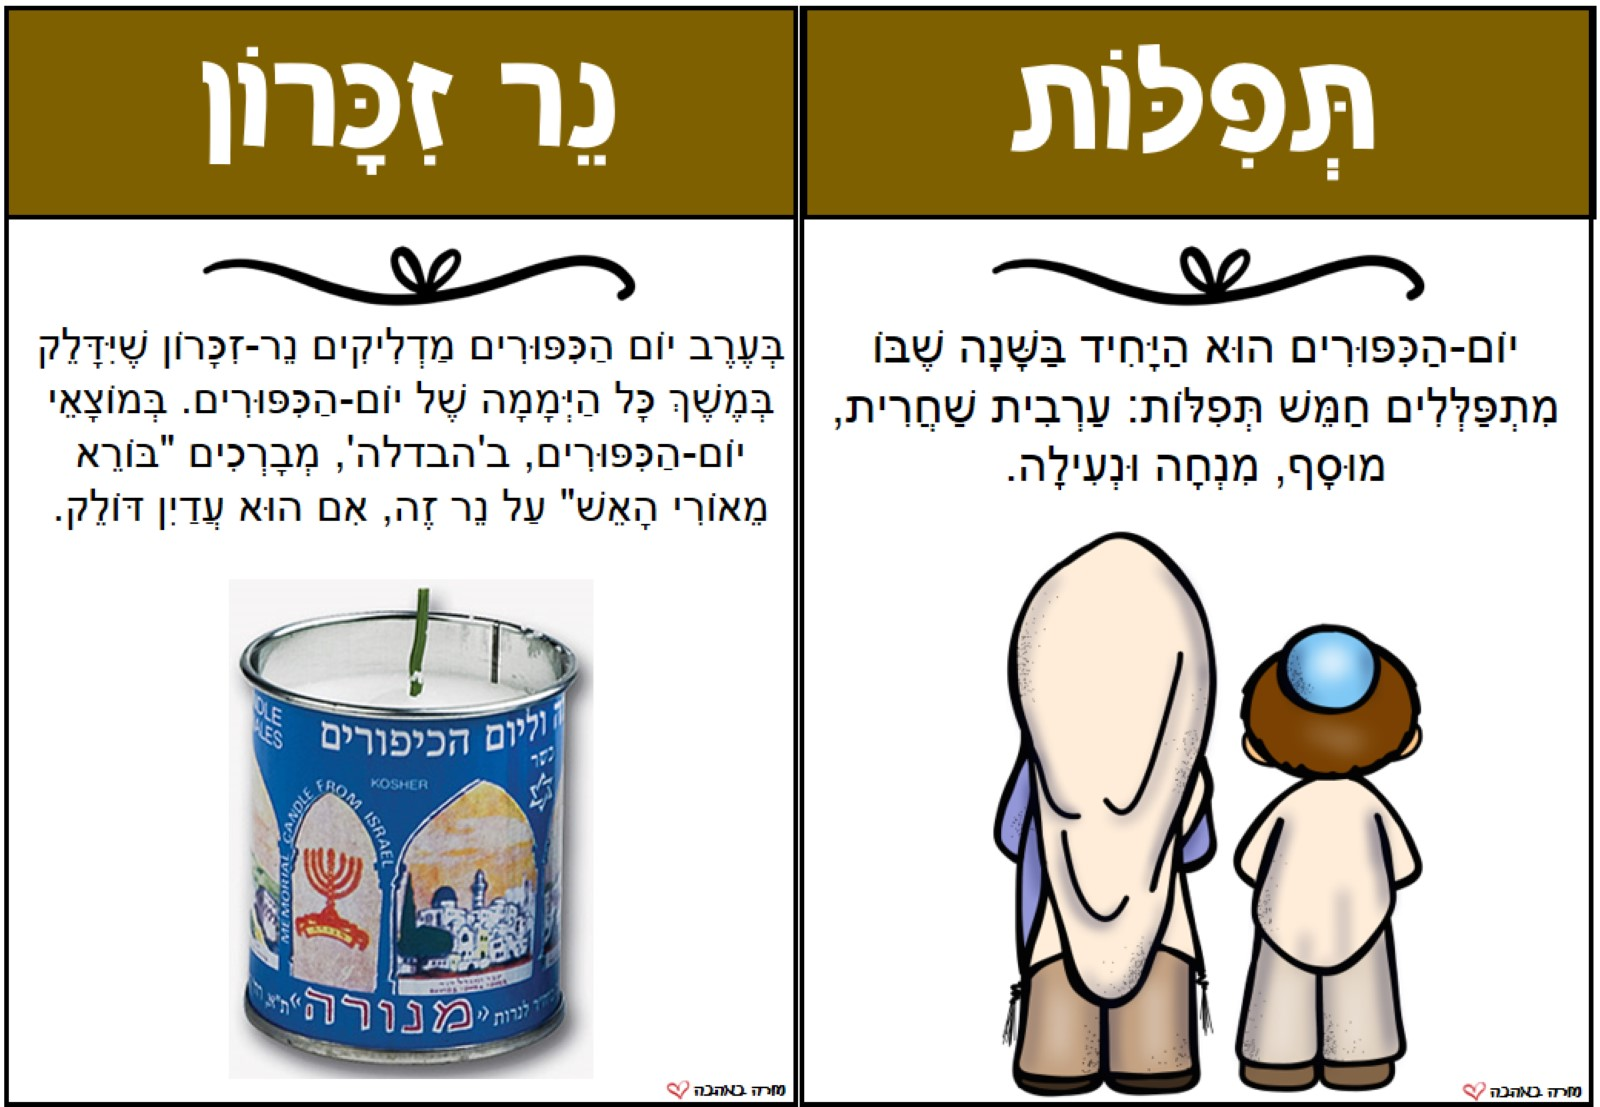 תְּפִלּוֹת
יוֹם-הַכִּפּוּרִים הוּא הַיָּחִיד בַּשָּׁנָה שֶׁבּוֹ
מִתְפַּלְּלִים חַמֵּשׁ תְּפִלּוֹת: עַרְבִית שַׁחֲרִית,
מוּסָף, מִנְחָה וּנְעִילָה.
מורה באהבה
נֵר זִכָּרוֹן
בְּעֶרֶב יוֹם הַכִּפּוּרִים מַדְלִיקִים נֵר-זִכָּרוֹן שֶׁיִּדָּלֵק
בְּמֶשֶׁךְ כָּל הַיְּמָמָה שֶׁל יוֹם-הַכִּפּוּרִים. בְּמוֹצָאֵי
יוֹם-הַכִּפּוּרִים, ב'הבדלה', מְבָרְכִים "בּוֹרֵא
מֵאוֹרֵי הָאֵשׁ" עַל נֵר זֶה, אִם הוּא עֲדַיִן דּוֹלֵק.
וליום הכיפורים
כשר
KOSHER
MEMORIAL CANDLE FROM ISRAEL
לנרות "מנורה" ת"א,
מורה באהבה